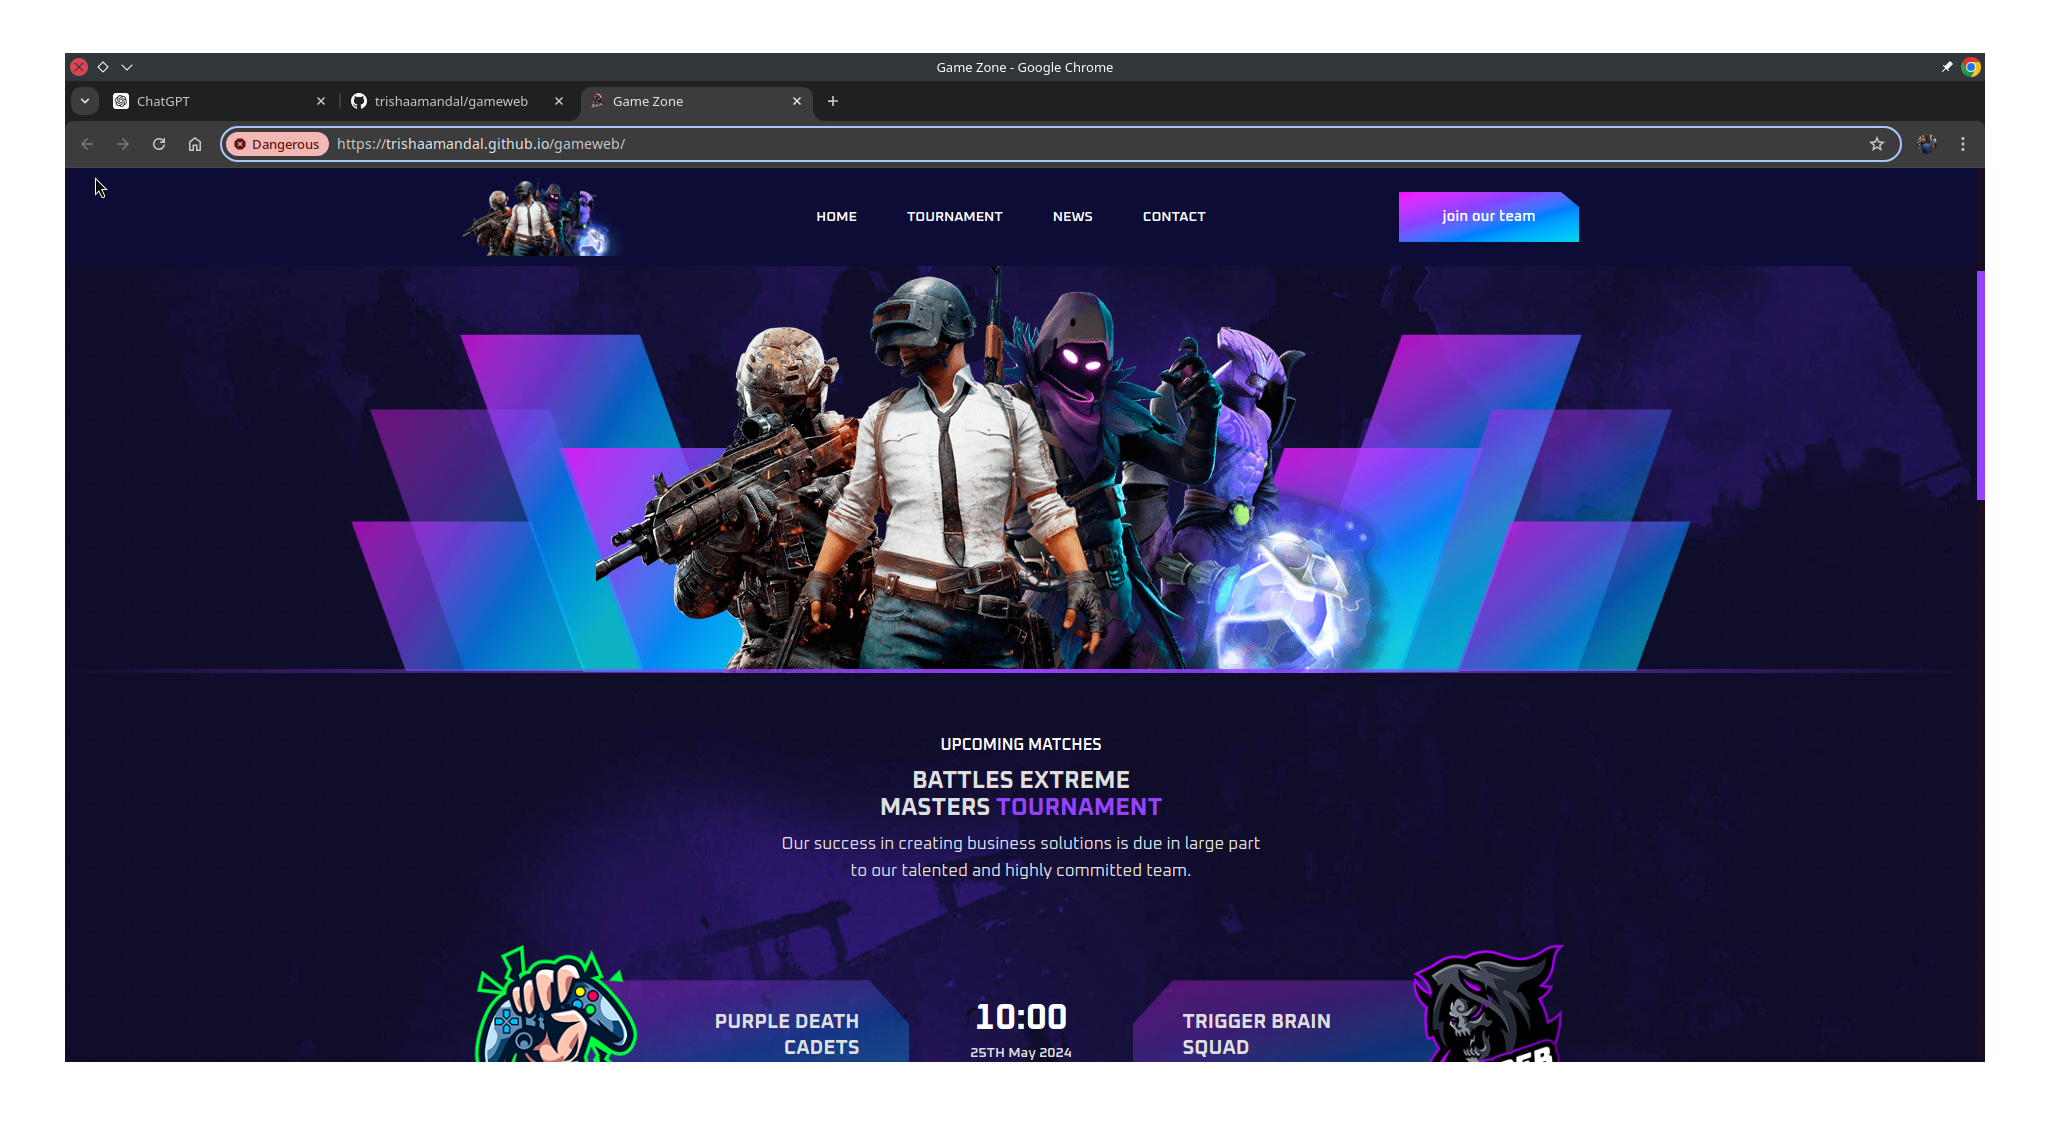 Game Zone - Google Chrome
ChatGPT
trishaamandal/gameweb
Game Zone
Dangerous
https://trishaamandal.github.io/gameweb/
HOME
TOURNAMENT
NEWS
CONTACT
join our team
UPCOMING MATCHES
BATTLES EXTREME
MASTERS TOURNAMENT
Our success in creating business solutions is due in large part
to our talented and highly committed team.
PURPLE DEATH
CADETS
10:00
25TH May 2024
TRIGGER BRAIN
SQUAD